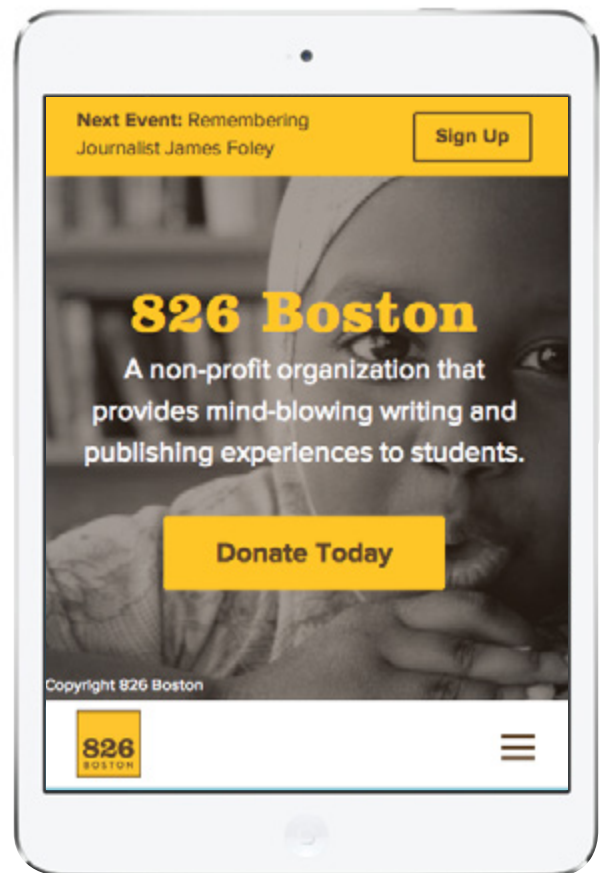 Next Event: Remembering
Journalist James Foley
Sign Up
826 Boston
A non-profit organization that
provides mind-blowing writing and
publishing experiences to students.
Donate Today
Copyright 826 Boston
826
BOSTON